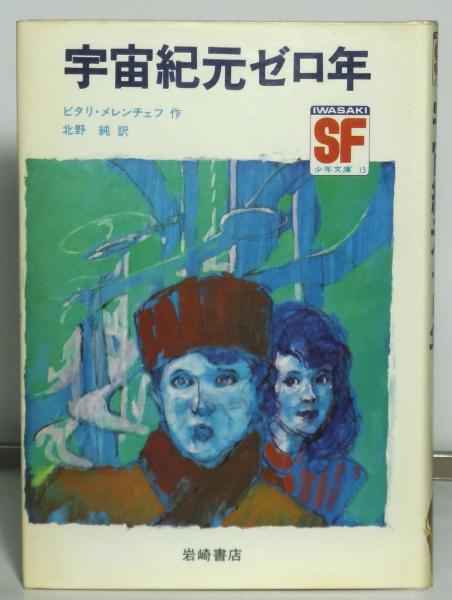 宇宙紀元ゼロ年
ビタリ・メレンチェフ 作
北野 純 訳
IWASAKI
SF
少年文庫 15
岩崎書店